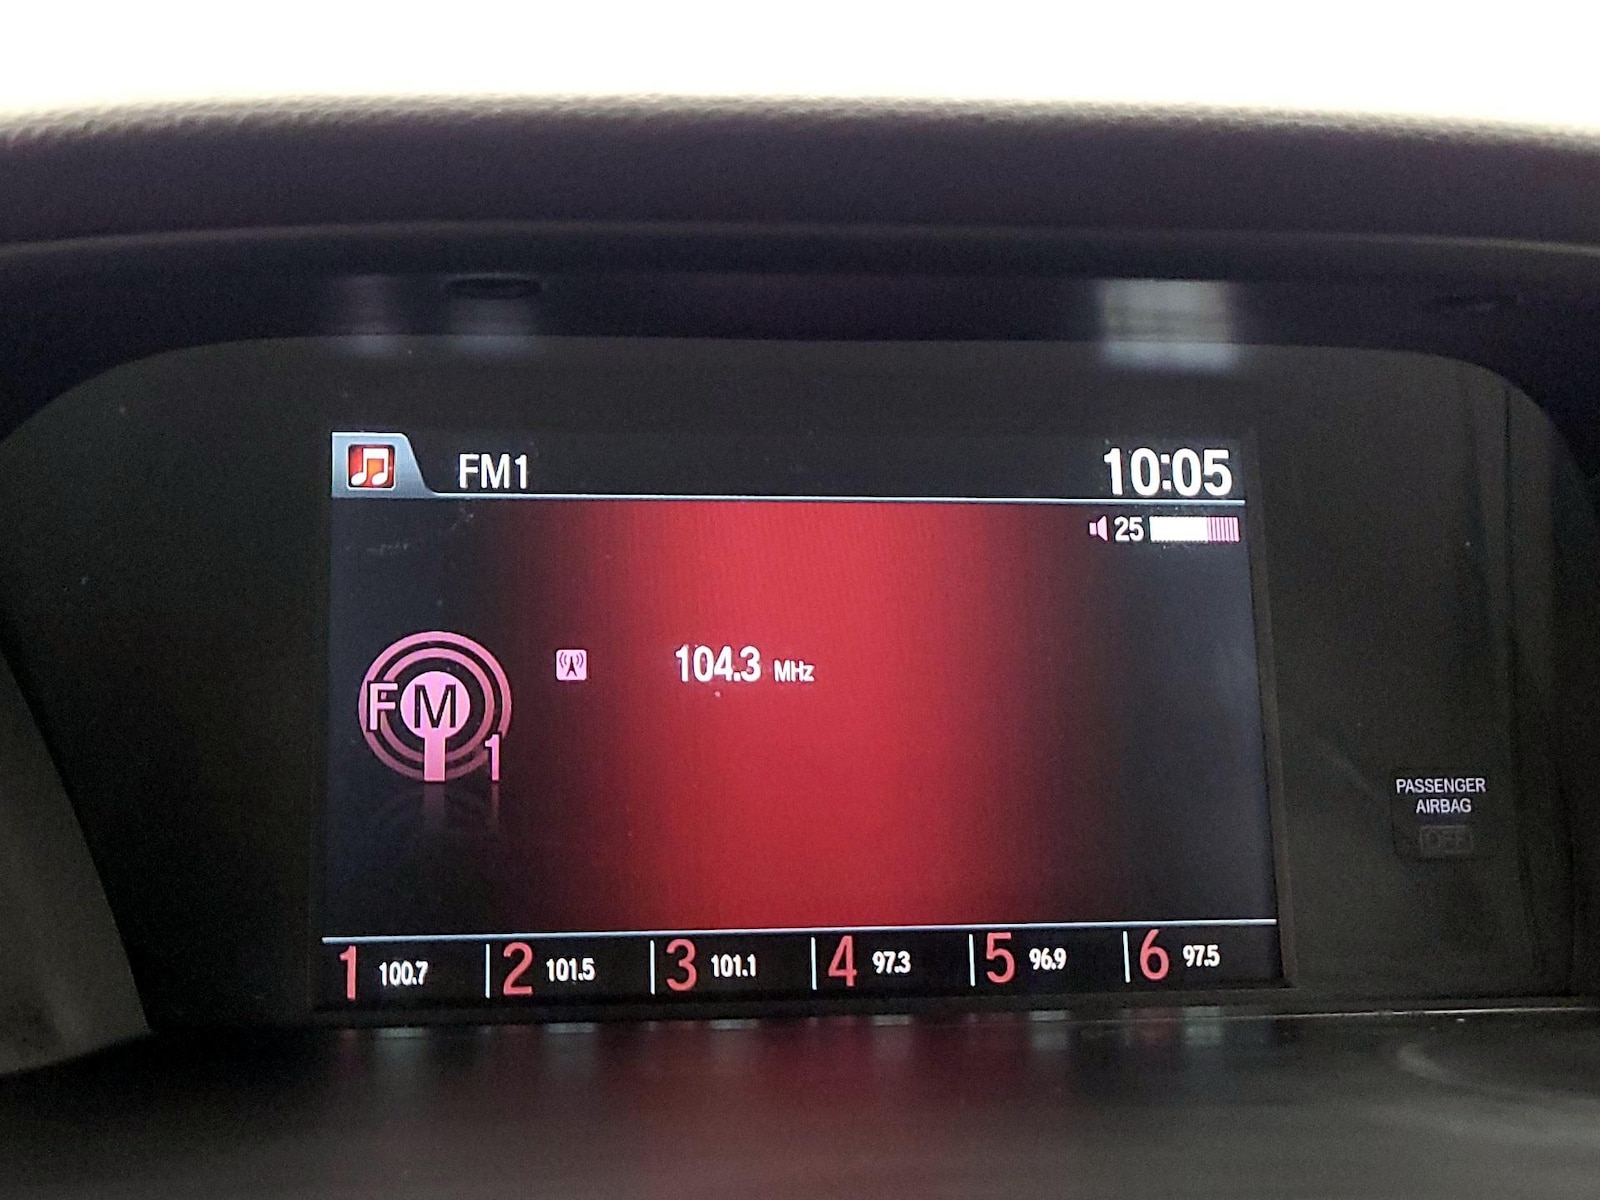 FM1 10:05
25
104.3 MHz
FM
1
PASSENGER
AIRBAG
OFF
1 100.7 2 101.5 3 101.1 4 97.3 5 96.9 6 97.5